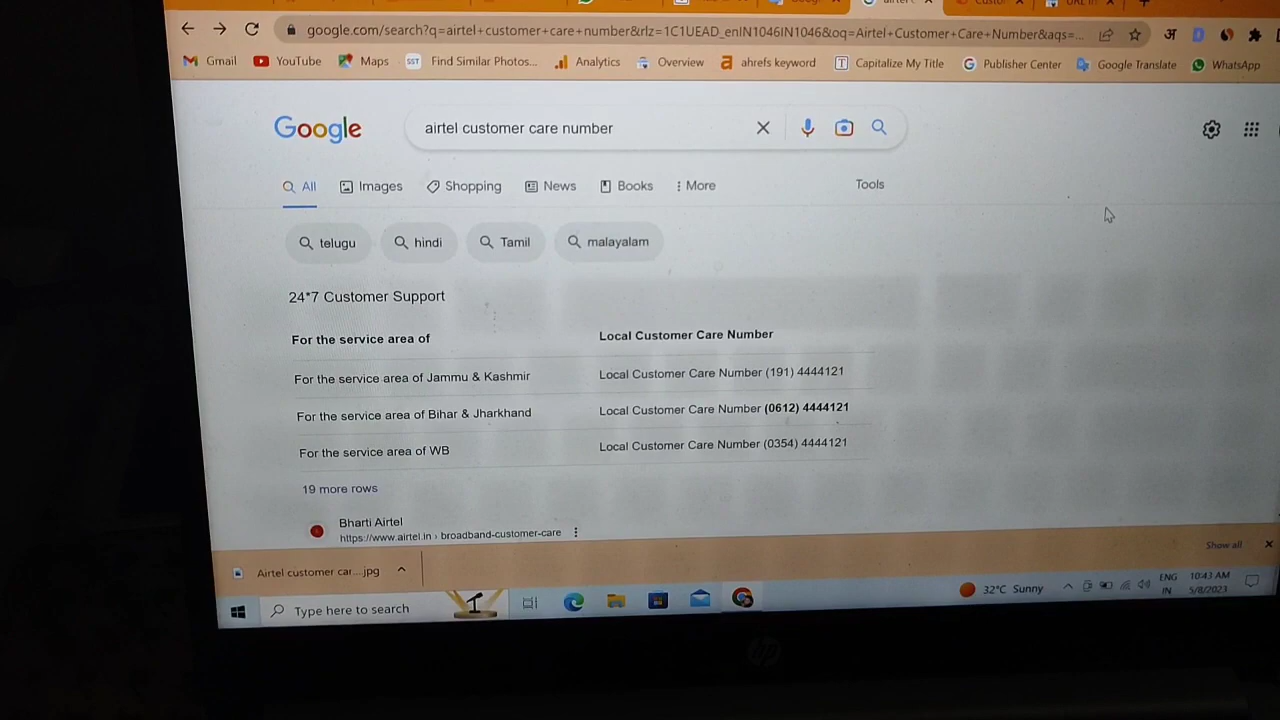 google.com/search?q=airtel+customer+care+number&rlz=1C1UEAD_enIN1046IN1046&oq=Airtel+Customer+Care+Number&aqs=...
Gmail YouTube Maps SST Find Similar Photos... Analytics Overview ahrefs keyword Capitalize My Title Publisher Center Google Translate WhatsApp
Google airtel customer care number
All Images Shopping News Books More Tools
telugu hindi Tamil malayalam
24*7 Customer Support
For the service area of Local Customer Care Number
For the service area of Jammu & Kashmir Local Customer Care Number (191) 4444121
For the service area of Bihar & Jharkhand Local Customer Care Number (0612) 4444121
For the service area of WB Local Customer Care Number (0354) 4444121
19 more rows
Bharti Airtel
https://www.airtel.in › broadband-customer-care
Airtel customer car....jpg Show all
Type here to search 32°C Sunny ENG IN 10:43 AM 5/8/2023
hp